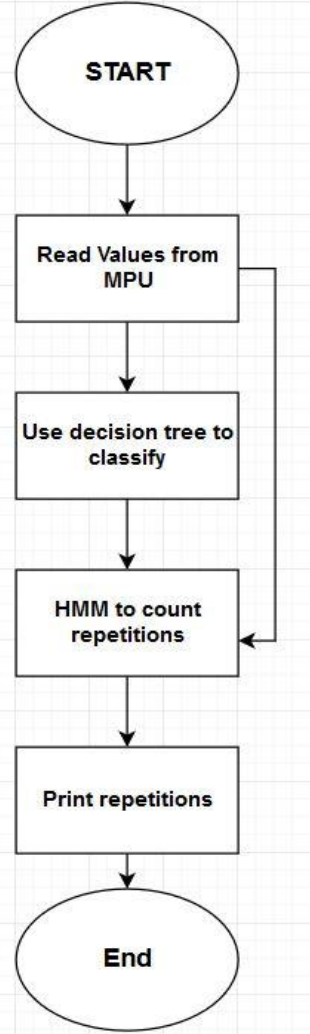 START
Read Values from
MPU
Use decision tree to
classify
HMM to count
repetitions
Print repetitions
End